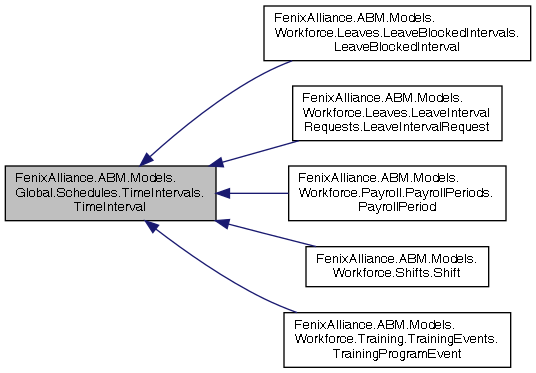 FenixAlliance.ABM.Models.
Workforce.Leaves.LeaveBlockedIntervals.
LeaveBlockedInterval
FenixAlliance.ABM.Models.
Workforce.Leaves.LeaveInterval
Requests.LeaveIntervalRequest
FenixAlliance.ABM.Models.
Global.Schedules.TimeIntervals.
TimeInterval
FenixAlliance.ABM.Models.
Workforce.Payroll.PayrollPeriods.
PayrollPeriod
FenixAlliance.ABM.Models.
Workforce.Shifts.Shift
FenixAlliance.ABM.Models.
Workforce.Training.TrainingEvents.
TrainingProgramEvent